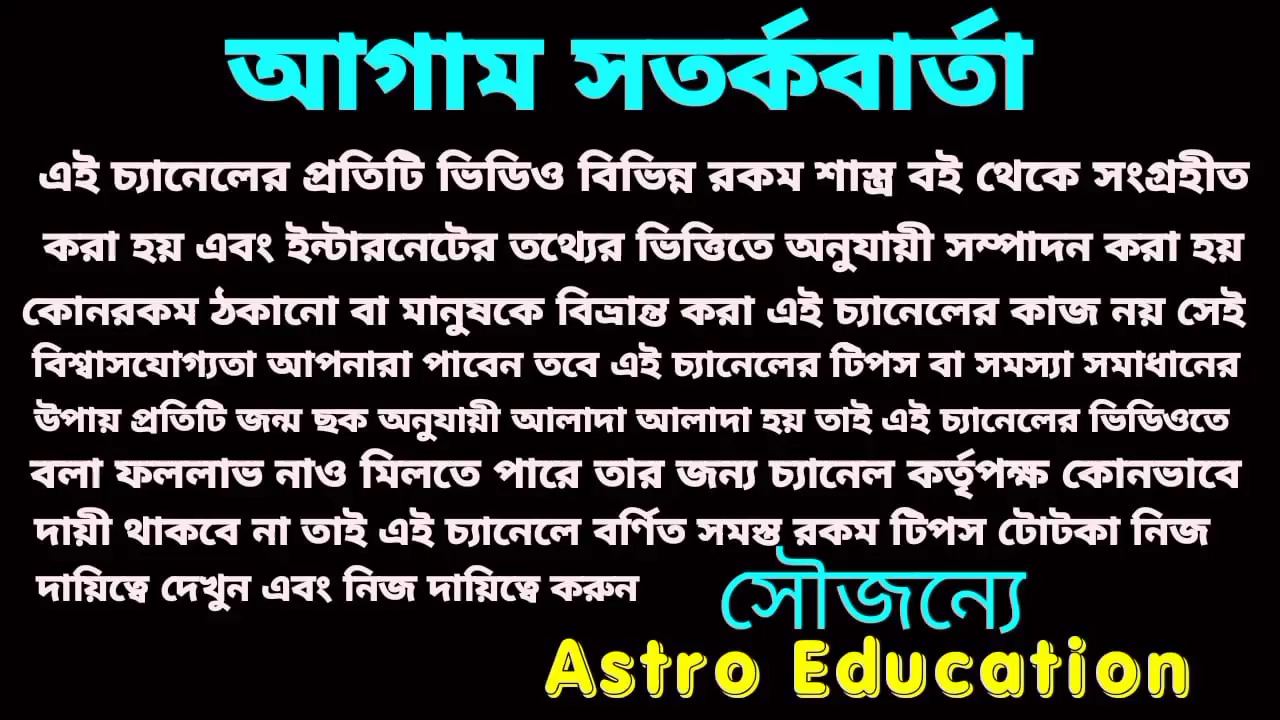 আগাম সতর্কবার্তা
এই চ্যানেলের প্রতিটি ভিডিও বিভিন্ন রকম শাস্ত্র বই থেকে সংগ্রহীত
করা হয় এবং ইন্টারনেটের তথ্যের ভিত্তিতে অনুযায়ী সম্পাদন করা হয়
কোনরকম ঠকানো বা মানুষকে বিভ্রান্ত করা এই চ্যানেলের কাজ নয় সেই
বিশ্বাসযোগ্যতা আপনারা পাবেন তবে এই চ্যানেলের টিপস বা সমস্যা সমাধানের
উপায় প্রতিটি জন্ম ছক অনুযায়ী আলাদা আলাদা হয় তাই এই চ্যানেলের ভিডিওতে
বলা ফললাভ নাও মিলতে পারে তার জন্য চ্যানেল কর্তৃপক্ষ কোনভাবে
দায়ী থাকবে না তাই এই চ্যানেলে বর্ণিত সমস্ত রকম টিপস টোটকা নিজ
দায়িত্বে দেখুন এবং নিজ দায়িত্বে করুন
সৌজন্যে
Astro Education